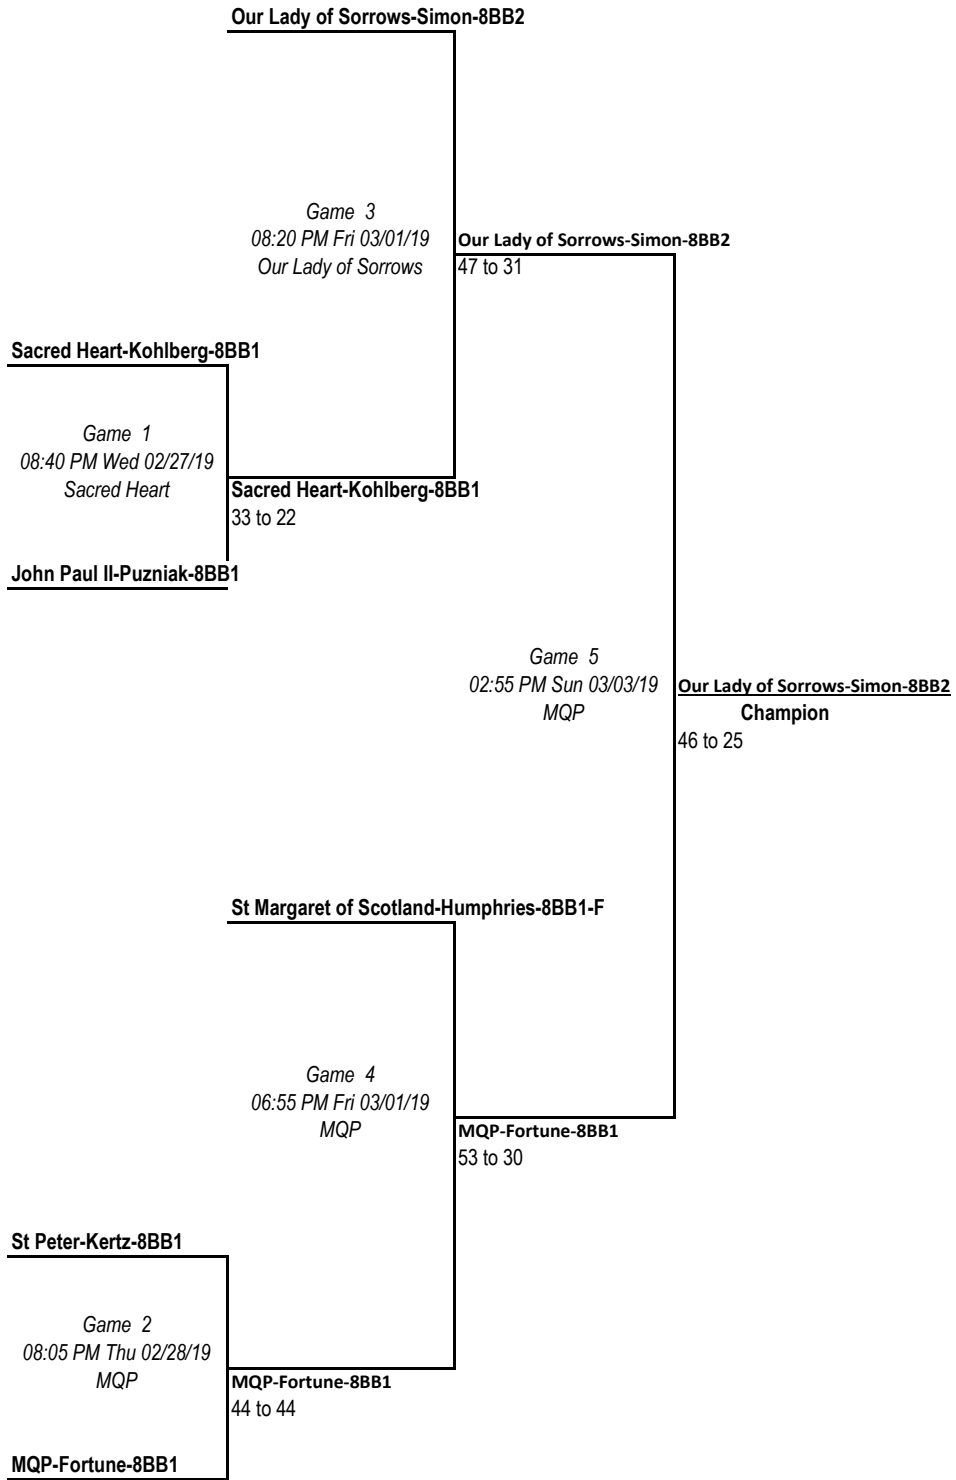 Our Lady of Sorrows-Simon-8BB2
Game 3
08:20 PM Fri 03/01/19
Our Lady of Sorrows
Our Lady of Sorrows-Simon-8BB2
47 to 31
Sacred Heart-Kohlberg-8BB1
Game 1
08:40 PM Wed 02/27/19
Sacred Heart
Sacred Heart-Kohlberg-8BB1
33 to 22
John Paul II-Puzniak-8BB1
Game 5
02:55 PM Sun 03/03/19
MQP
Our Lady of Sorrows-Simon-8BB2
Champion
46 to 25
St Margaret of Scotland-Humphries-8BB1-F
Game 4
06:55 PM Fri 03/01/19
MQP
MQP-Fortune-8BB1
53 to 30
St Peter-Kertz-8BB1
Game 2
08:05 PM Thu 02/28/19
MQP
MQP-Fortune-8BB1
44 to 44
MQP-Fortune-8BB1